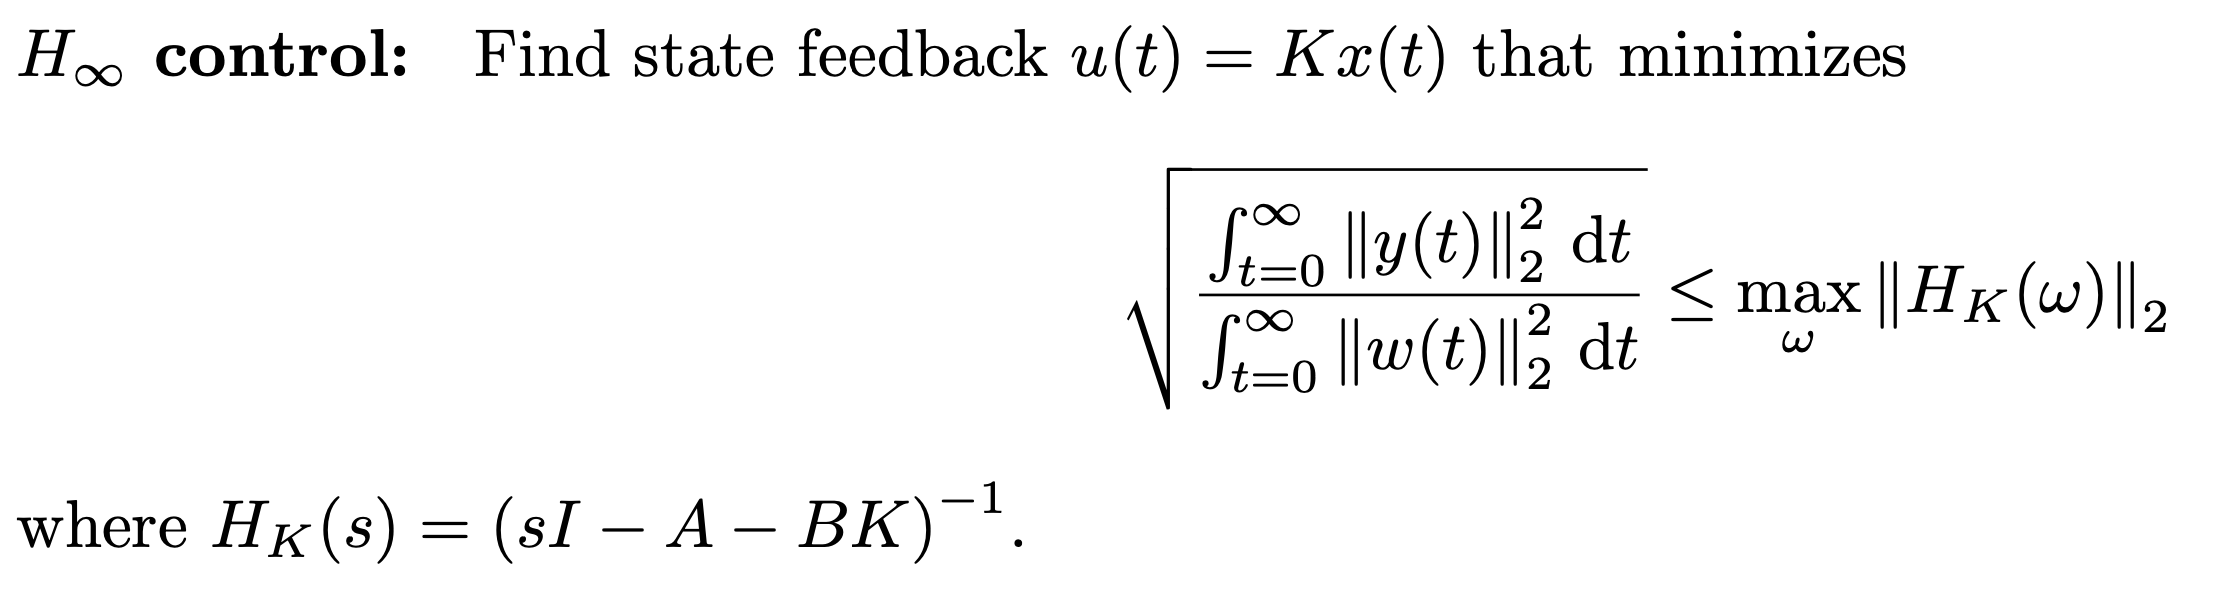 H∞ control: Find state feedback u(t) = Kx(t) that minimizes
√(∫_{t=0}^{∞} ‖y(t)‖₂² dt / ∫_{t=0}^{∞} ‖w(t)‖₂² dt) ≤ max_ω ‖H_K(ω)‖₂
where H_K(s) = (sI − A − BK)⁻¹.